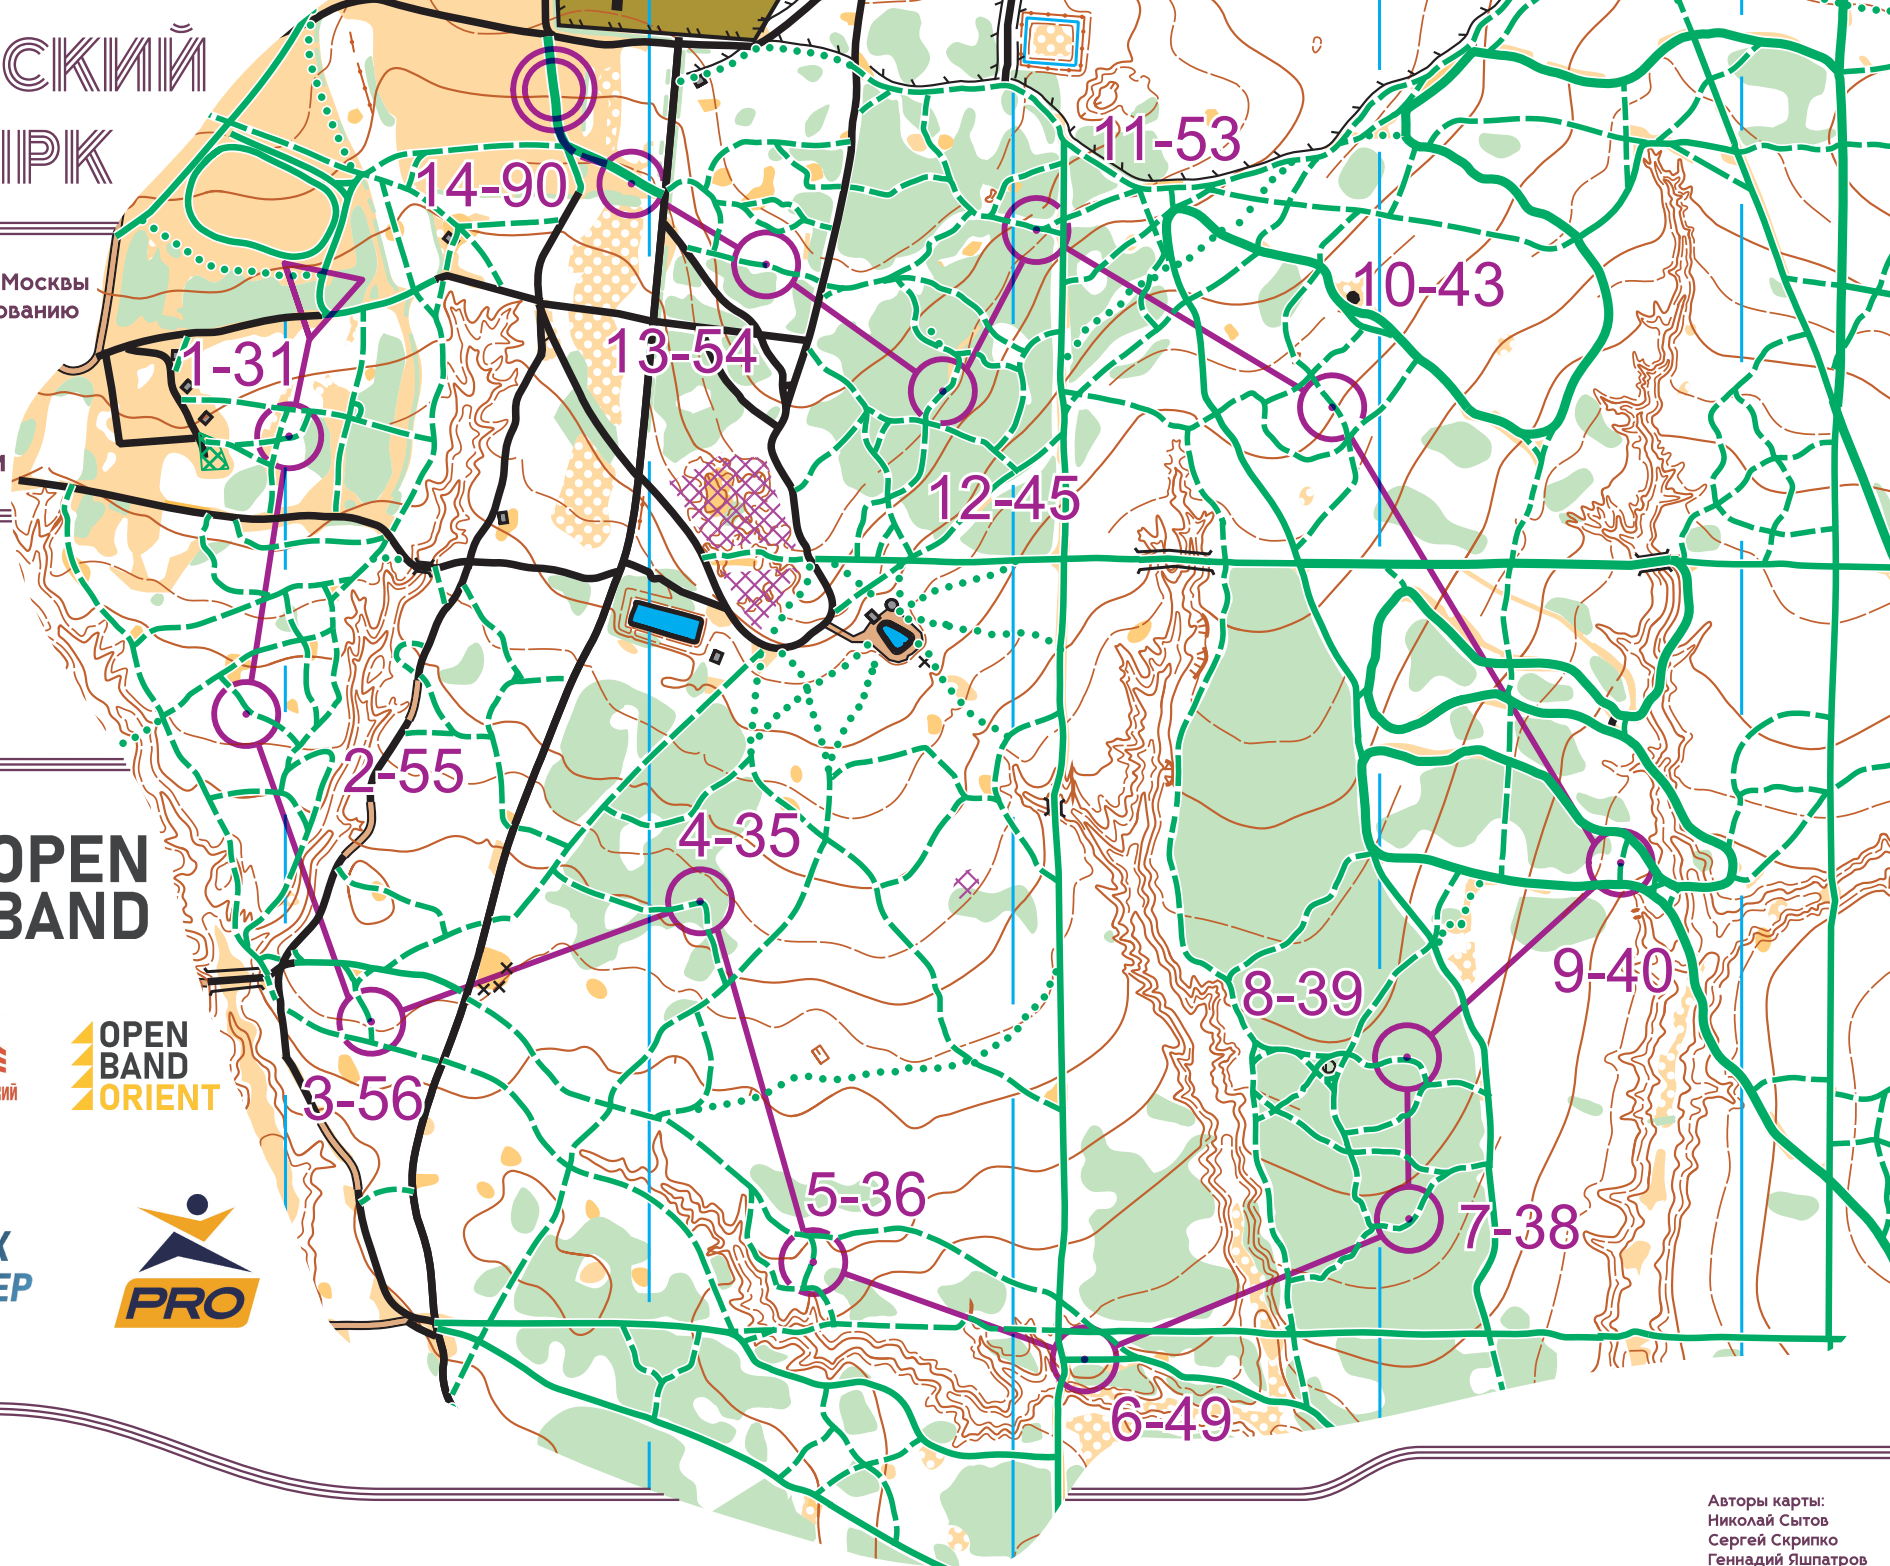 СКИЙ
ПРК
Москвы
ованию
11-53
14-90
10-43
1-31
13-54
12-45
2-55
4-35
OPEN
BAND
8-39
9-40
OPEN
BAND
ORIENT
3-56
5-36
7-38
ЕР
PRO
6-49
Авторы карты:
Николай Сытов
Сергей Скрипко
Геннадий Яшпатров